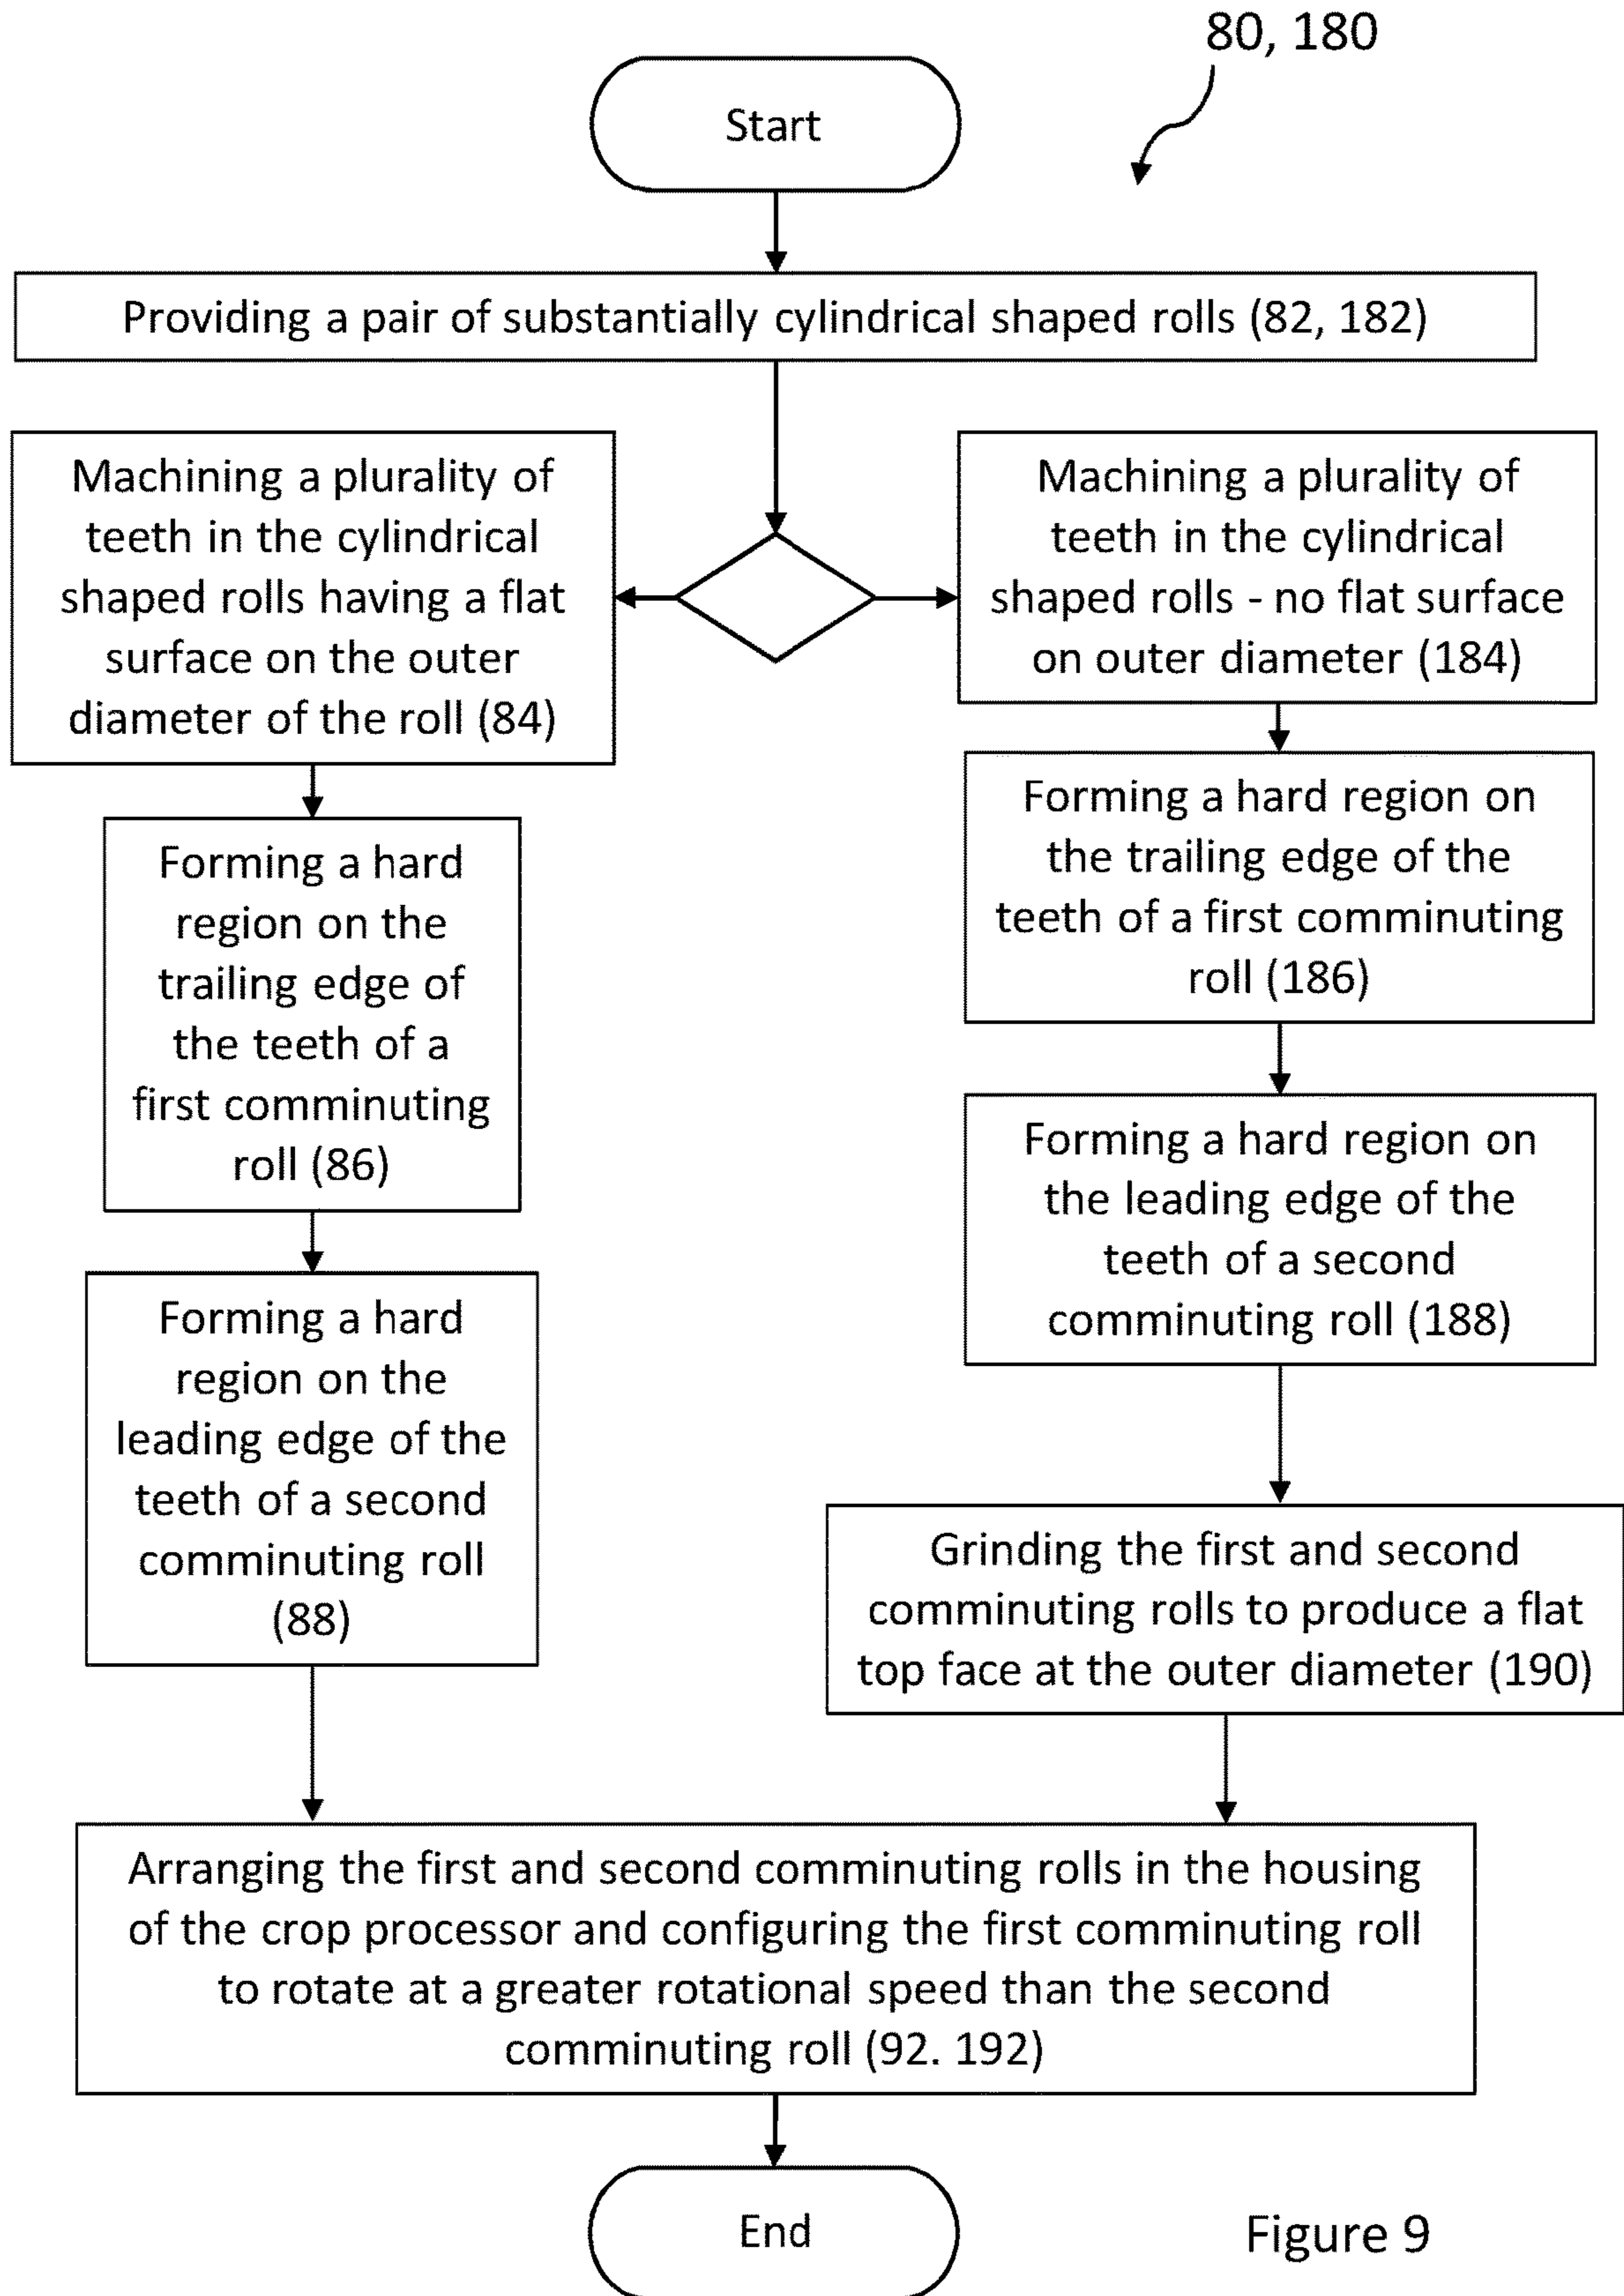 80, 180
Start
Providing a pair of substantially cylindrical shaped rolls (82, 182)
Machining a plurality of
teeth in the cylindrical
shaped rolls having a flat
surface on the outer
diameter of the roll (84)
Forming a hard
region on the
trailing edge of
the teeth of a
first comminuting
roll (86)
Forming a hard
region on the
leading edge of the
teeth of a second
comminuting roll
(88)
Machining a plurality of
teeth in the cylindrical
shaped rolls - no flat surface
on outer diameter (184)
Forming a hard region on
the trailing edge of the
teeth of a first comminuting
roll (186)
Forming a hard region on
the leading edge of the
teeth of a second
comminuting roll (188)
Grinding the first and second
comminuting rolls to produce a flat
top face at the outer diameter (190)
Arranging the first and second comminuting rolls in the housing
of the crop processor and configuring the first comminuting roll
to rotate at a greater rotational speed than the second
comminuting roll (92. 192)
End
Figure 9